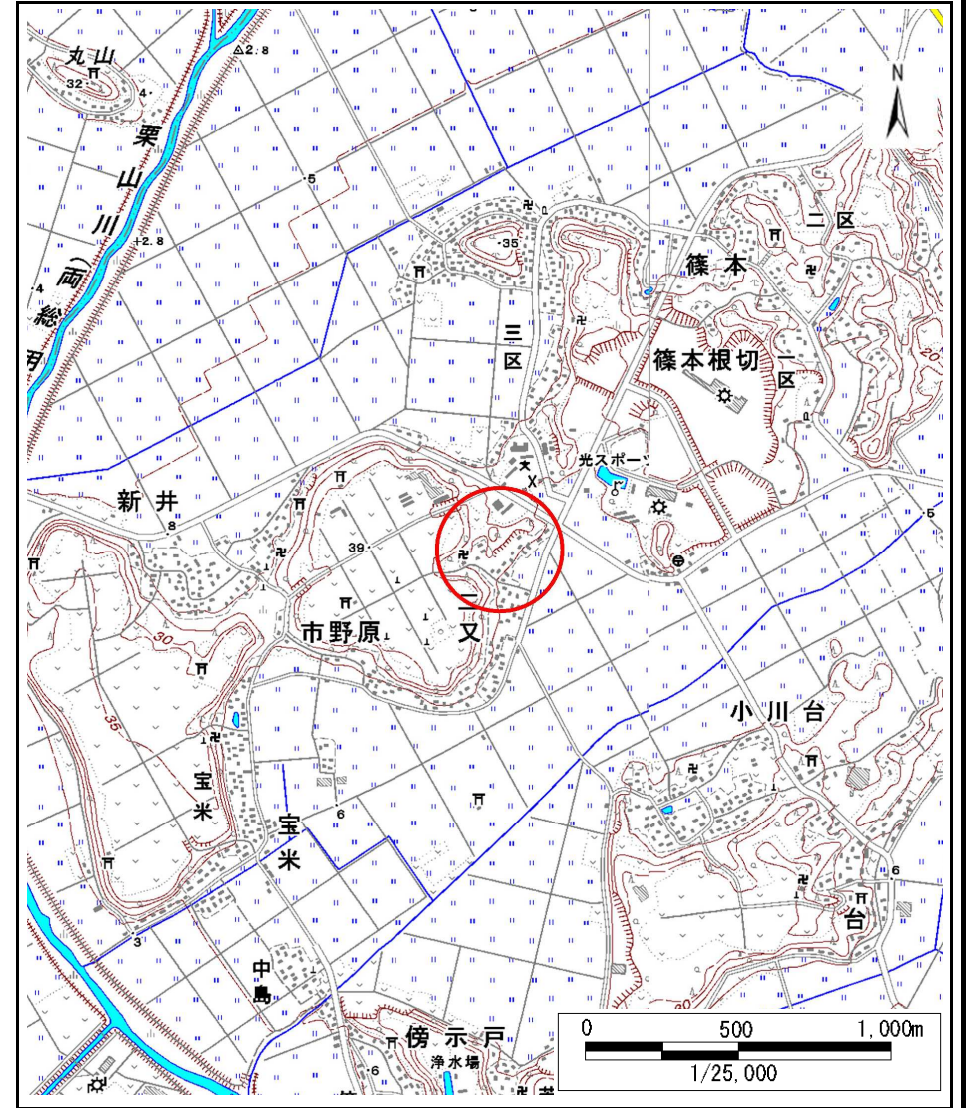 丸山
32
4
2.8
N
栗山川(両総用
5
2.8
4
35
二区
篠本
三区
篠本根切
一区
20
光スポーツ
新井
8
39
5
二又
市野原
30
35
小川台
宝米
6
宝米
6
台
3
中島
20
傍示戸
浄水場
6
0 500 1,000m
1/25,000